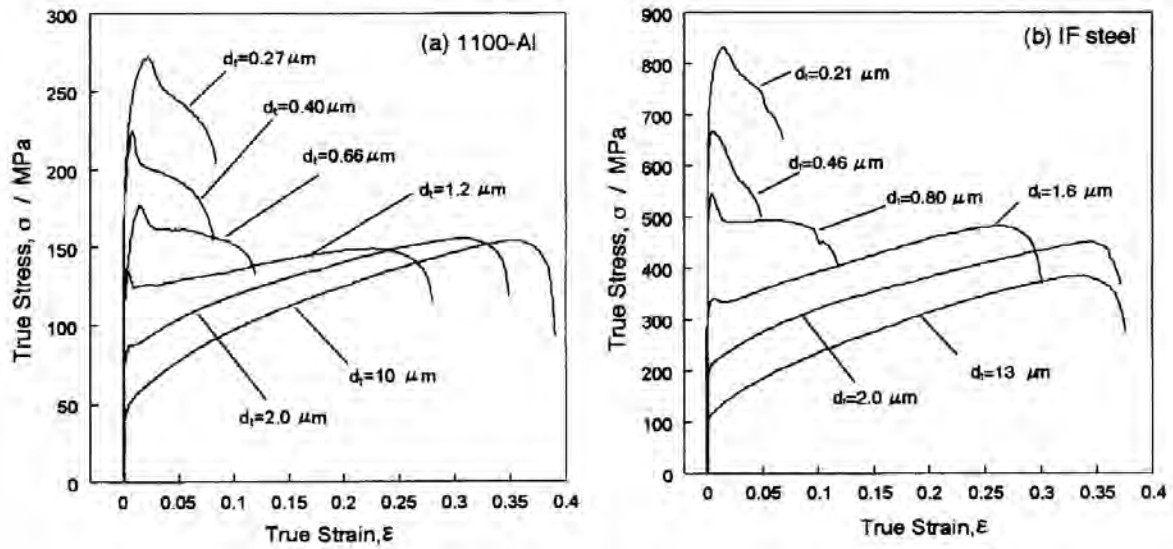 300
250
200
150
100
50
0
True Stress, σ / MPa
(a) 1100-Al
dt=0.27 μm
dt=0.40 μm
dt=0.66 μm
dt=1.2 μm
dt=10 μm
dt=2.0 μm
0 0.05 0.1 0.15 0.2 0.25 0.3 0.35 0.4
True Strain,ε
900
800
700
600
500
400
300
200
100
0
True Stress, σ / MPa
(b) IF steel
dt=0.21 μm
dt=0.46 μm
dt=0.80 μm
dt=1.6 μm
dt=13 μm
dt=2.0 μm
0 0.05 0.1 0.15 0.2 0.25 0.3 0.35 0.4
True Strain,ε